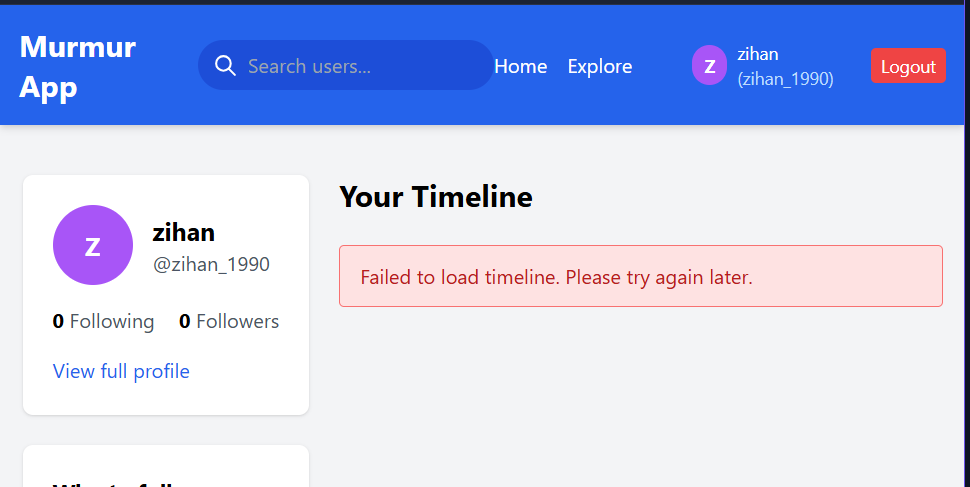 Murmur
App
Search users...
Home
Explore
Z
zihan
(zihan_1990)
Logout
Z
zihan
@zihan_1990
0 Following 0 Followers
View full profile
Your Timeline
Failed to load timeline. Please try again later.